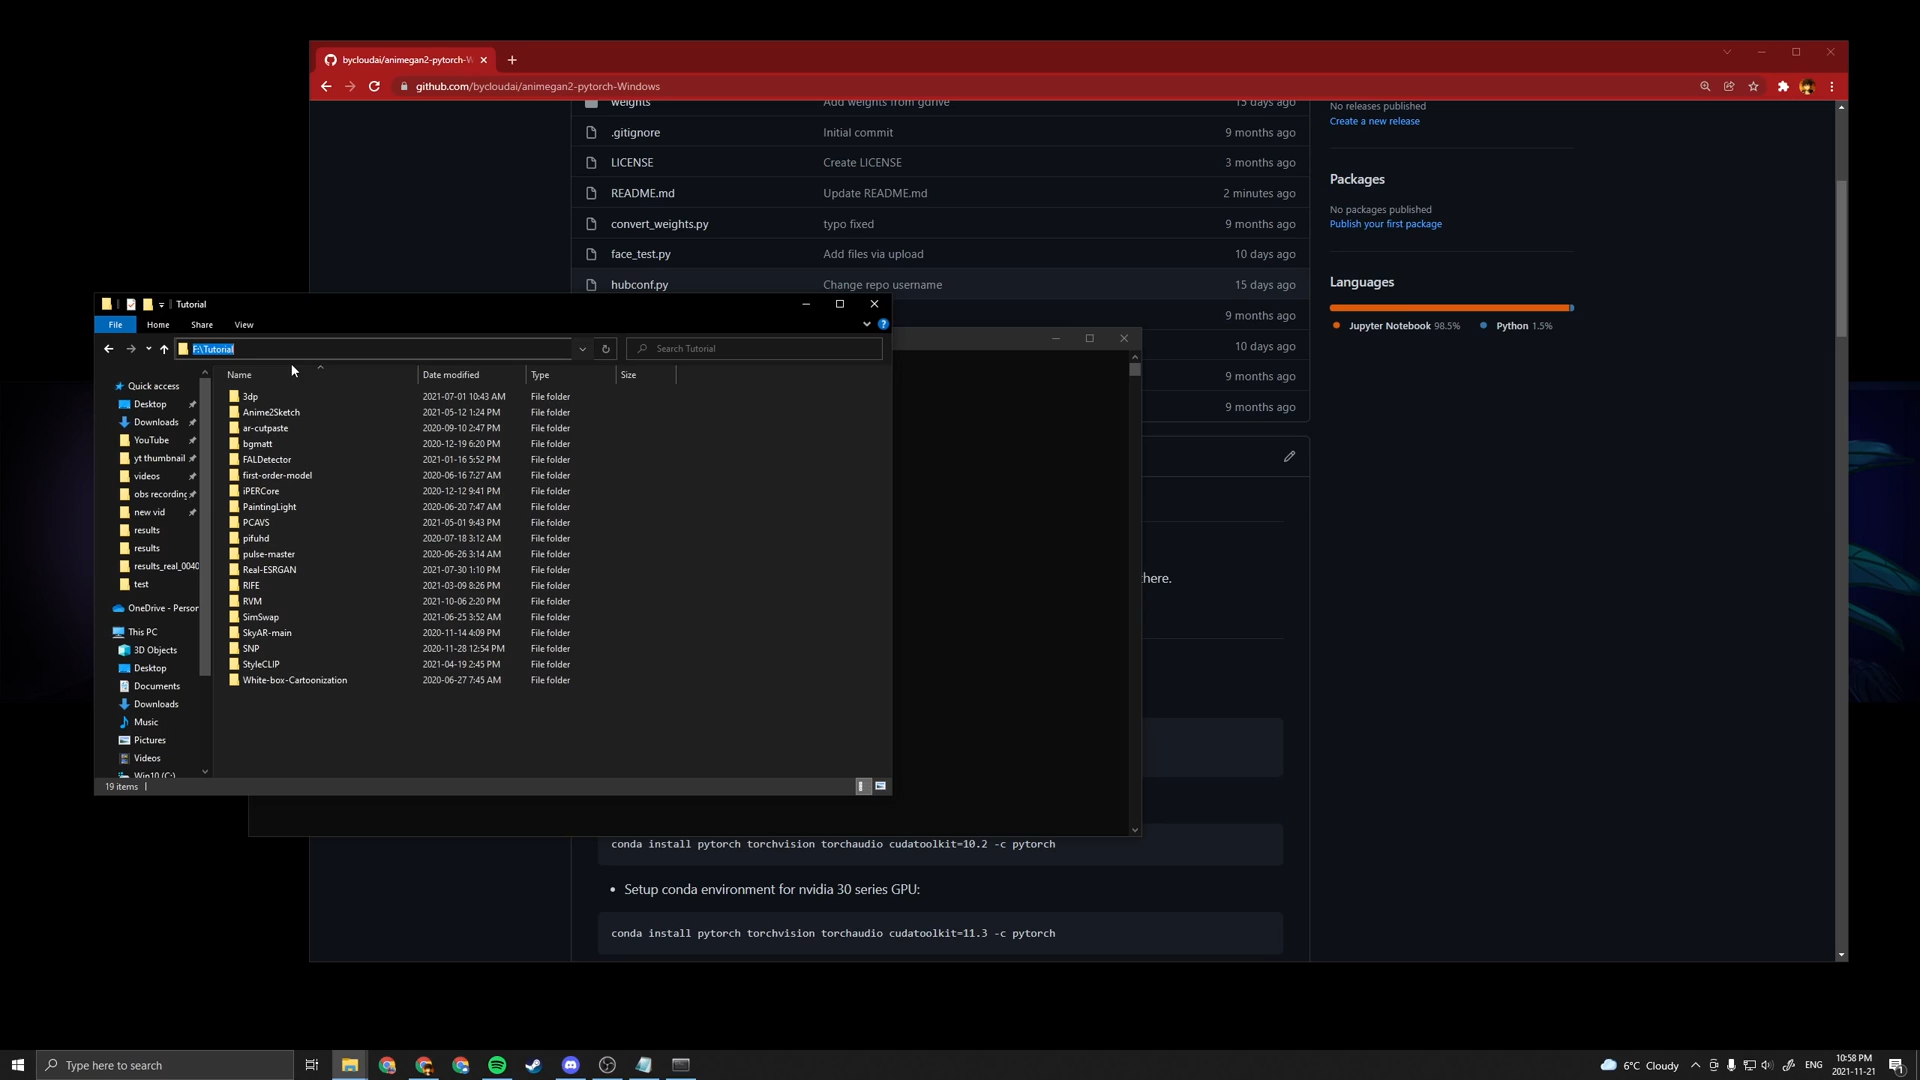 bycloudai/animegan2-pytorch-W
github.com/bycloudai/animegan2-pytorch-Windows
weights Add weights from gdrive 15 days ago
.gitignore Initial commit 9 months ago
LICENSE Create LICENSE 3 months ago
README.md Update README.md 2 minutes ago
convert_weights.py typo fixed 9 months ago
face_test.py Add files via upload 10 days ago
hubconf.py Change repo username 15 days ago
9 months ago
10 days ago
9 months ago
9 months ago
No releases published
Create a new release
Packages
No packages published
Publish your first package
Languages
Jupyter Notebook 98.5% Python 1.5%
here.
conda install pytorch torchvision torchaudio cudatoolkit=10.2 -c pytorch
• Setup conda environment for nvidia 30 series GPU:
conda install pytorch torchvision torchaudio cudatoolkit=11.3 -c pytorch
Tutorial
File Home Share View
F:\Tutorial
Search Tutorial
Name Date modified Type Size
Quick access
Desktop
Downloads
YouTube
yt thumbnail
videos
obs recording
new vid
results
results
results_real_0040
test
OneDrive - Person
This PC
3D Objects
Desktop
Documents
Downloads
Music
Pictures
Videos
Win10 (C:)
3dp 2021-07-01 10:43 AM File folder
Anime2Sketch 2021-05-12 1:24 PM File folder
ar-cutpaste 2020-09-10 2:47 PM File folder
bgmatt 2020-12-19 6:20 PM File folder
FALDetector 2021-01-16 5:52 PM File folder
first-order-model 2020-06-16 7:27 AM File folder
iPERCore 2020-12-12 9:41 PM File folder
PaintingLight 2020-06-20 7:47 AM File folder
PCAVS 2021-05-01 9:43 PM File folder
pifuhd 2020-07-18 3:12 AM File folder
pulse-master 2020-06-26 3:14 AM File folder
Real-ESRGAN 2021-07-30 1:10 PM File folder
RIFE 2021-03-09 8:26 PM File folder
RVM 2021-10-06 2:20 PM File folder
SimSwap 2021-06-25 3:52 AM File folder
SkyAR-main 2020-11-14 4:09 PM File folder
SNP 2020-11-28 12:54 PM File folder
StyleCLIP 2021-04-19 2:45 PM File folder
White-box-Cartoonization 2020-06-27 7:45 AM File folder
19 items
Type here to search
6°C Cloudy
ENG
10:58 PM
2021-11-21